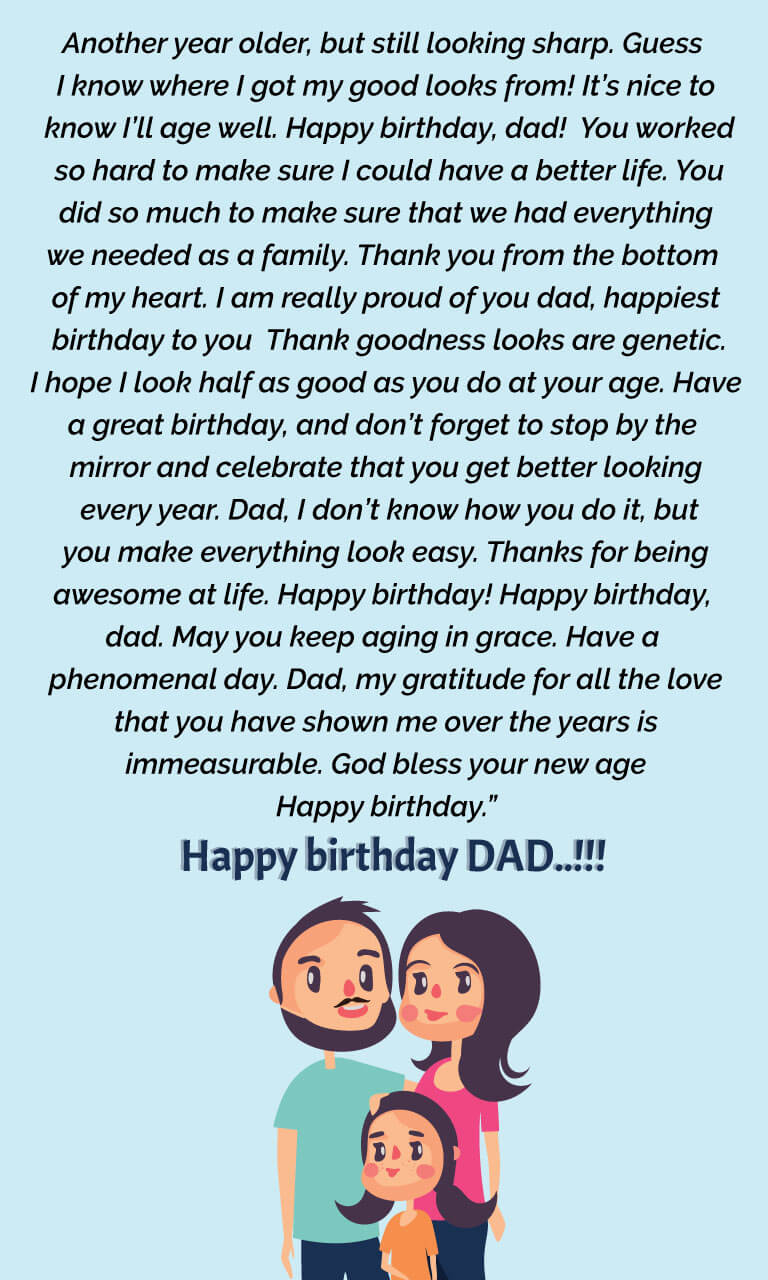 Another year older, but still looking sharp. Guess
I know where I got my good looks from! It’s nice to
know I’ll age well. Happy birthday, dad!  You worked
so hard to make sure I could have a better life. You
did so much to make sure that we had everything
we needed as a family. Thank you from the bottom
of my heart. I am really proud of you dad, happiest
birthday to you  Thank goodness looks are genetic.
I hope I look half as good as you do at your age. Have
a great birthday, and don’t forget to stop by the
mirror and celebrate that you get better looking
every year. Dad, I don’t know how you do it, but
you make everything look easy. Thanks for being
awesome at life. Happy birthday! Happy birthday,
dad. May you keep aging in grace. Have a
phenomenal day. Dad, my gratitude for all the love
that you have shown me over the years is
immeasurable. God bless your new age
Happy birthday.”
Happy birthday DAD..!!!